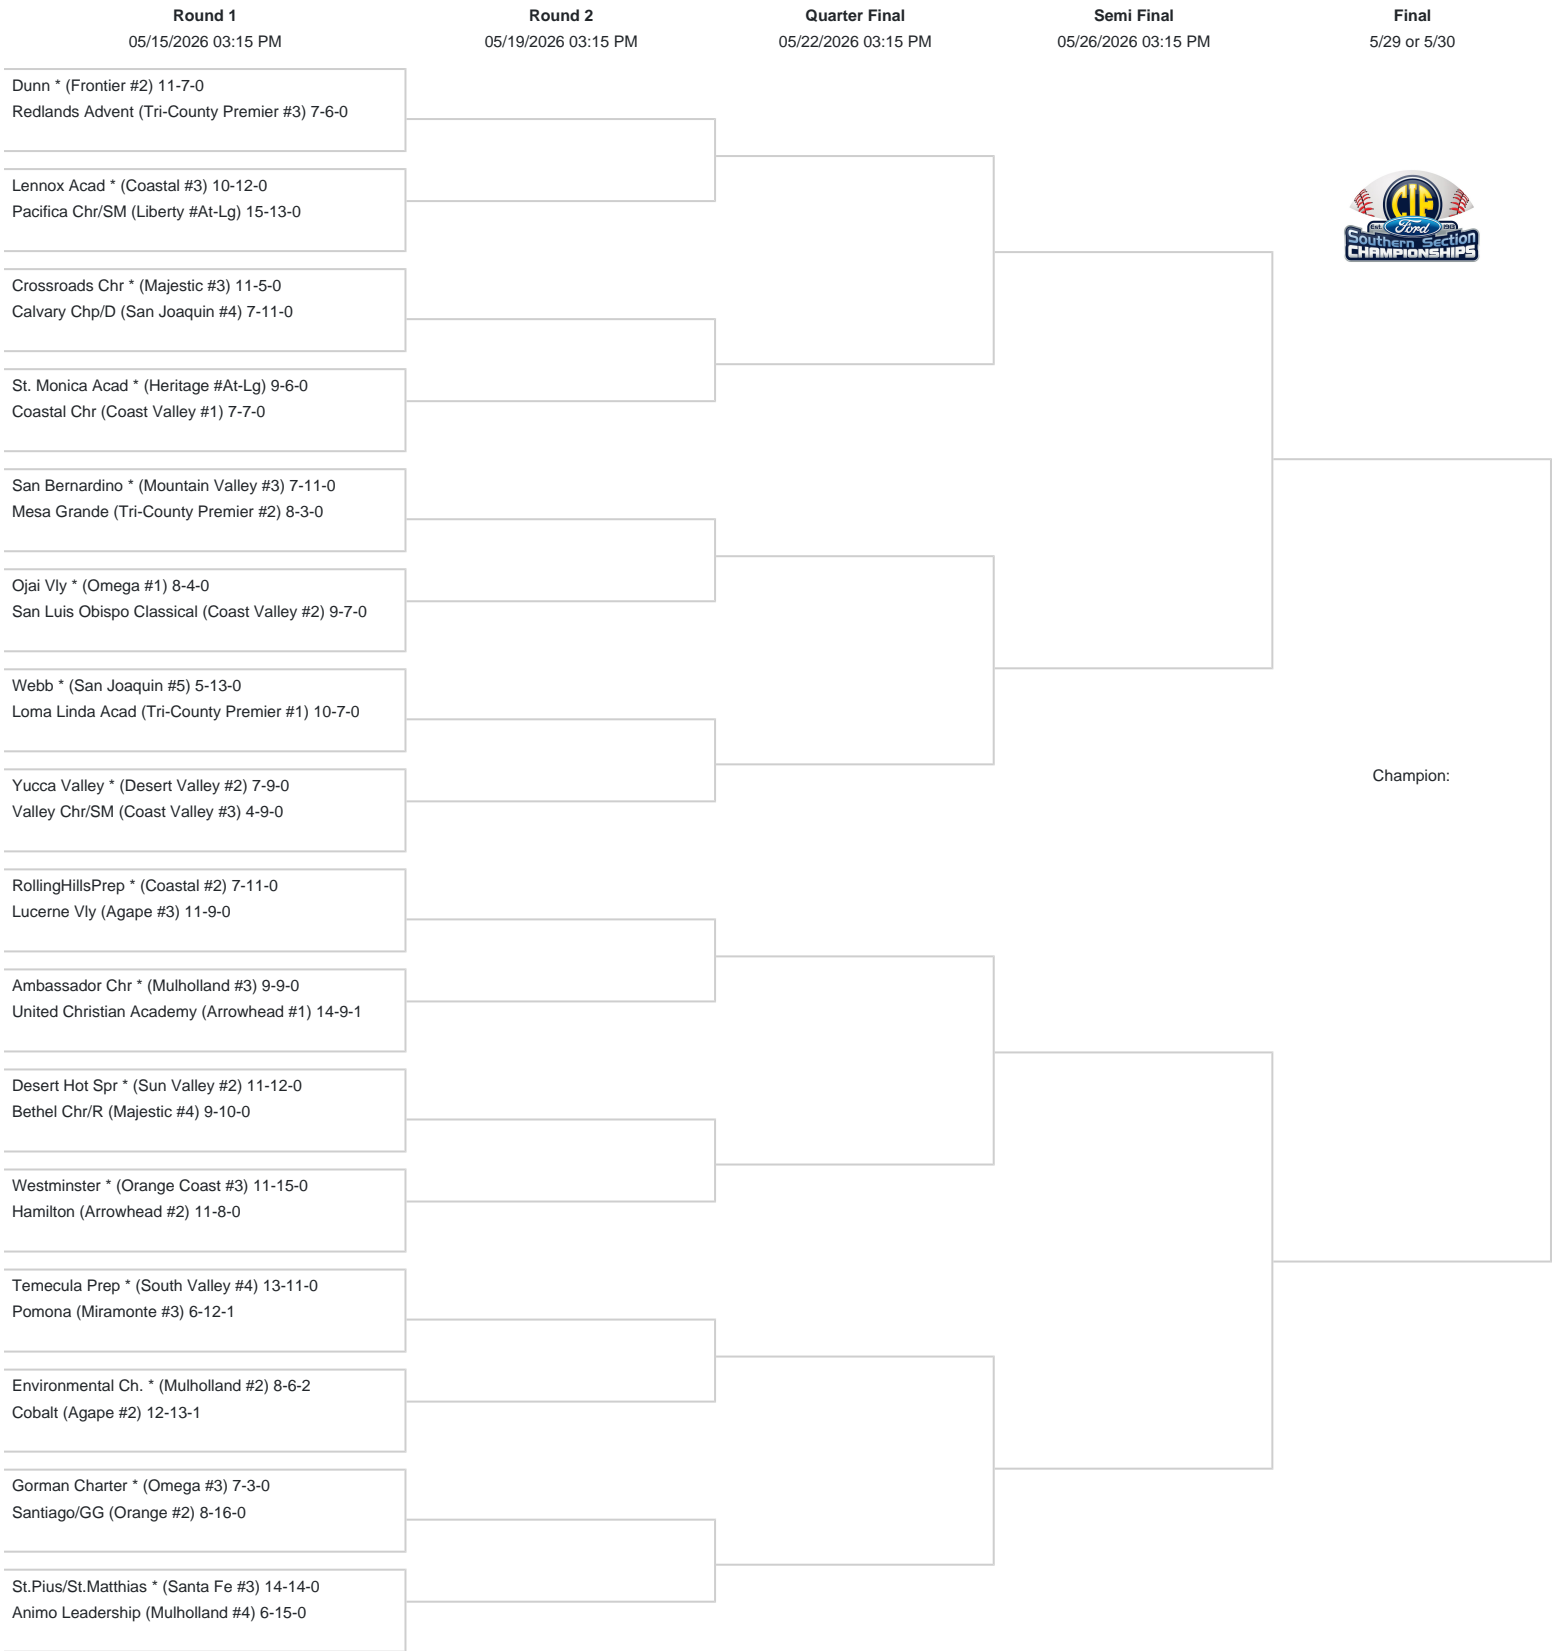 Round 1
05/15/2026 03:15 PM
Round 2
05/19/2026 03:15 PM
Quarter Final
05/22/2026 03:15 PM
Semi Final
05/26/2026 03:15 PM
Final
5/29 or 5/30
Dunn * (Frontier #2) 11-7-0
Redlands Advent (Tri-County Premier #3) 7-6-0
Lennox Acad * (Coastal #3) 10-12-0
Pacifica Chr/SM (Liberty #At-Lg) 15-13-0
Crossroads Chr * (Majestic #3) 11-5-0
Calvary Chp/D (San Joaquin #4) 7-11-0
St. Monica Acad * (Heritage #At-Lg) 9-6-0
Coastal Chr (Coast Valley #1) 7-7-0
San Bernardino * (Mountain Valley #3) 7-11-0
Mesa Grande (Tri-County Premier #2) 8-3-0
Ojai Vly * (Omega #1) 8-4-0
San Luis Obispo Classical (Coast Valley #2) 9-7-0
Webb * (San Joaquin #5) 5-13-0
Loma Linda Acad (Tri-County Premier #1) 10-7-0
Yucca Valley * (Desert Valley #2) 7-9-0
Valley Chr/SM (Coast Valley #3) 4-9-0
RollingHillsPrep * (Coastal #2) 7-11-0
Lucerne Vly (Agape #3) 11-9-0
Ambassador Chr * (Mulholland #3) 9-9-0
United Christian Academy (Arrowhead #1) 14-9-1
Desert Hot Spr * (Sun Valley #2) 11-12-0
Bethel Chr/R (Majestic #4) 9-10-0
Westminster * (Orange Coast #3) 11-15-0
Hamilton (Arrowhead #2) 11-8-0
Temecula Prep * (South Valley #4) 13-11-0
Pomona (Miramonte #3) 6-12-1
Environmental Ch. * (Mulholland #2) 8-6-2
Cobalt (Agape #2) 12-13-1
Gorman Charter * (Omega #3) 7-3-0
Santiago/GG (Orange #2) 8-16-0
St.Pius/St.Matthias * (Santa Fe #3) 14-14-0
Animo Leadership (Mulholland #4) 6-15-0
CIF
Est. 1913
Ford
Southern Section
CHAMPIONSHIPS
Champion: